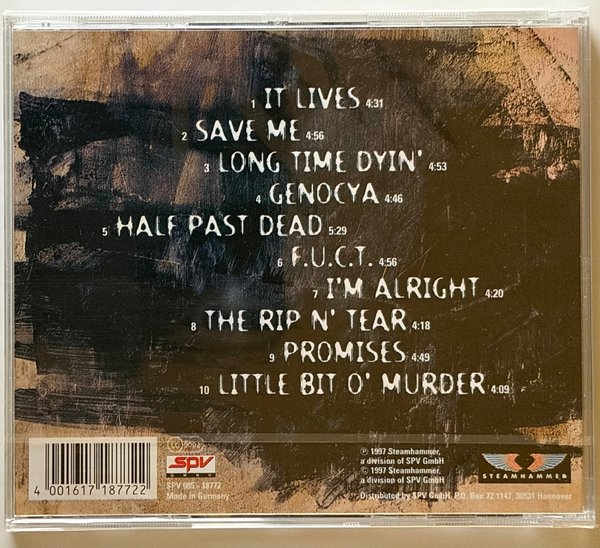 1 IT LIVES 4:31
2 SAVE ME 4:56
3 LONG TIME DYIN' 4:53
4 GENOCYA 4:46
5 HALF PAST DEAD 5:29
6 F.U.C.T. 4:56
7 I'M ALRIGHT 4:20
8 THE RIP N' TEAR 4:18
9 PROMISES 4:49
10 LITTLE BIT O' MURDER 4:09
4 001617 187722
SPV
SPV 085 - 18772
Made in Germany
℗ 1997 Steamhammer,
a division of SPV GmbH
© 1997 Steamhammer,
a division of SPV GmbH
Distributed by SPV GmbH, P.O. Box 72 1147, 30531 Hannover
STEAMHAMMER